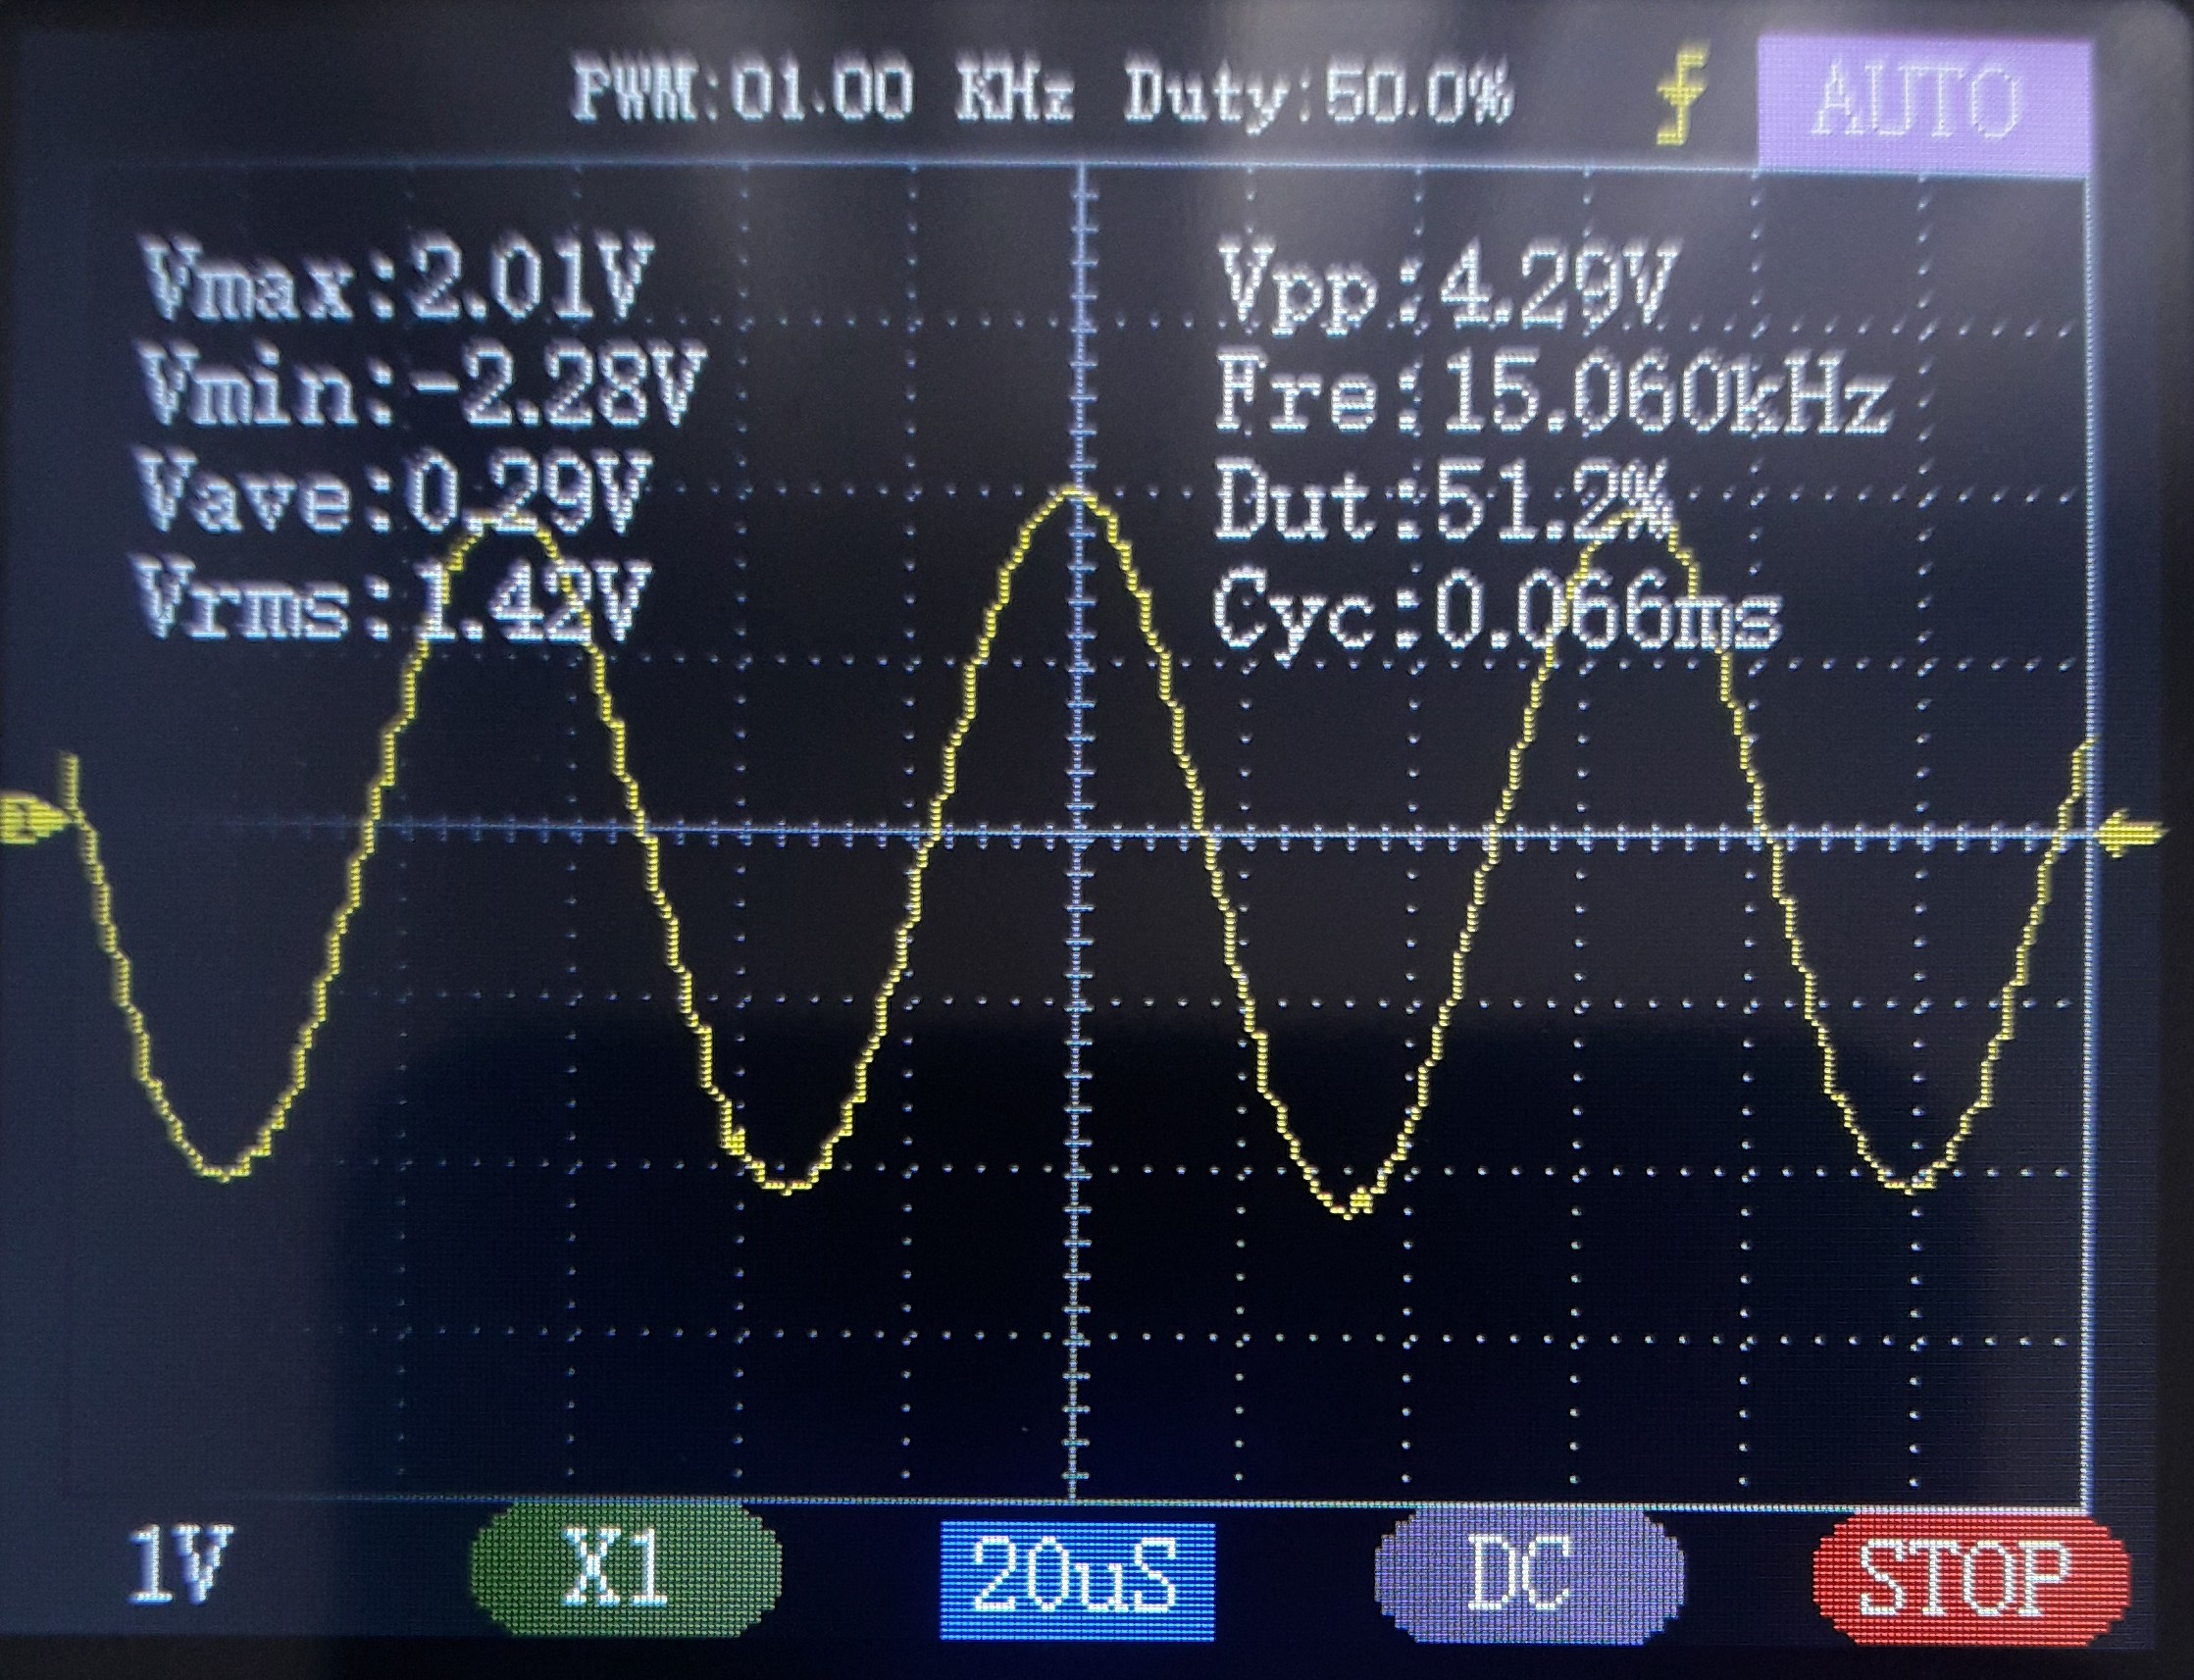 PWM:01.00 KHz Duty:50.0% AUTO
Vmax:2.01V Vpp:4.29V
Vmin:-2.28V Fre:15.060kHz
Vave:0.29V Dut:51.2%
Vrms:1.42V Cyc:0.066ms
1
1V X1 20uS DC STOP